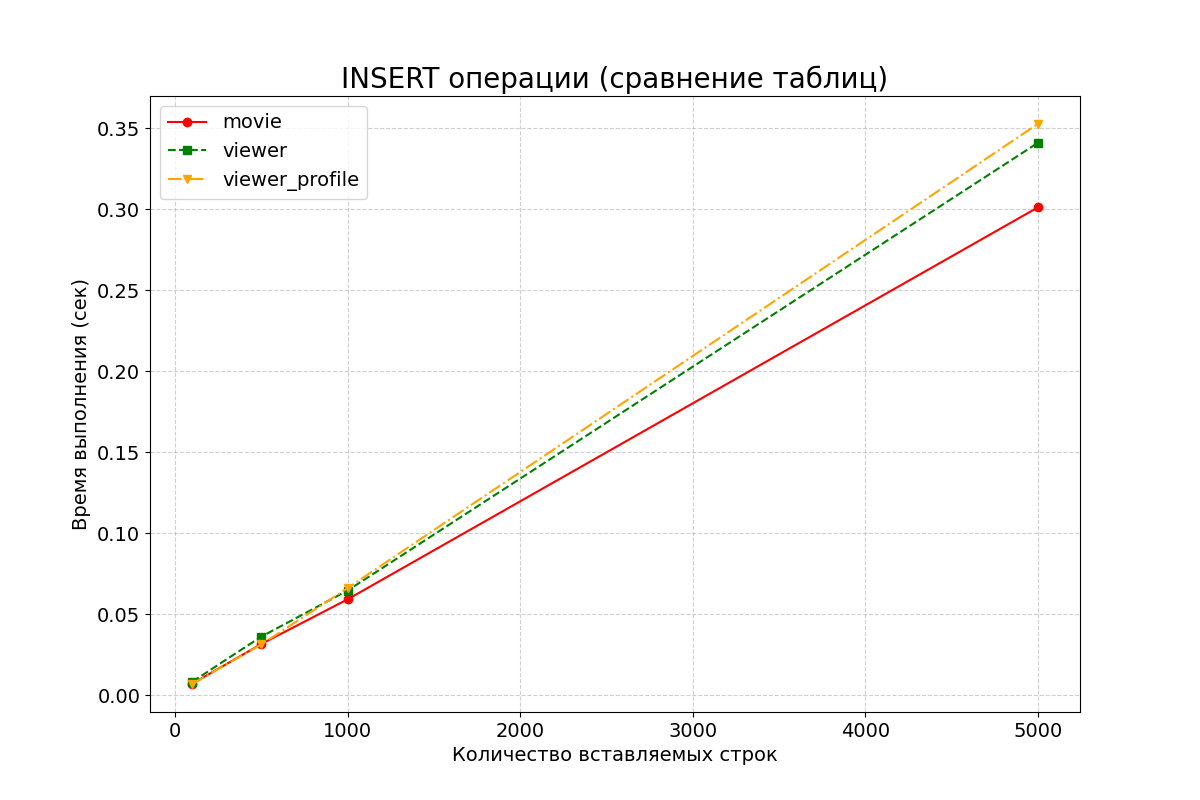 INSERT операции (сравнение таблиц)
movie
viewer
viewer_profile
Время выполнения (сек)
0.35
0.30
0.25
0.20
0.15
0.10
0.05
0.00
0 1000 2000 3000 4000 5000
Количество вставляемых строк